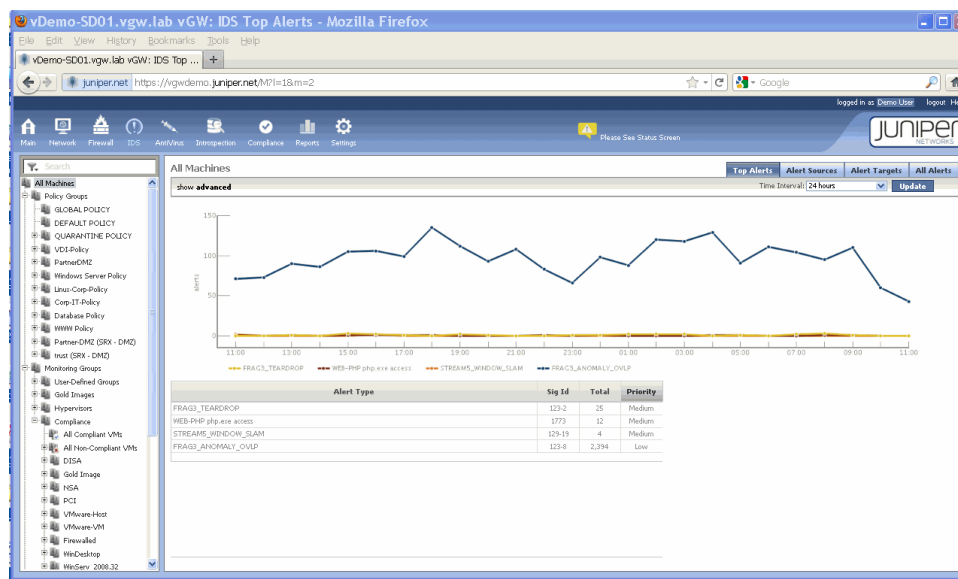 vDemo-SD01.vgw.lab vGW: IDS Top Alerts - Mozilla Firefox
File Edit View History Bookmarks Tools Help
vDemo-SD01.vgw.lab vGW: IDS Top ... +
juniper.net https://vgwdemo.juniper.net/M?l=1&m=2
Google
logged in as Demo User logout He
Main Network Firewall IDS AntiVirus Introspection Compliance Reports Settings
Please See Status Screen
JUNIPER
NETWORKS
Search
All Machines
Policy Groups
GLOBAL POLICY
DEFAULT POLICY
QUARANTINE POLICY
VDI-Policy
PartnerDMZ
Windows Server Policy
Linus-Corp-Policy
Corp-IT-Policy
Database Policy
WWW Policy
Partner-DMZ (SRX - DMZ)
trust (SRX - DMZ)
Monitoring Groups
User-Defined Groups
Gold Images
Hypervisors
Compliance
All Compliant VMs
All Non-Compliant VMs
DISA
Gold Image
NSA
PCI
VMware-Host
VMware-VM
Firewalled
WinDesktop
WinServ 2008.32
All Machines
Top Alerts Alert Sources Alert Targets All Alerts
show advanced
Time Interval: 24 hours Update
150
100
50
0
alerts
11:00 13:00 15:00 17:00 19:00 21:00 23:00 01:00 03:00 05:00 07:00 09:00 11:00
FRAG3_TEARDROP WEB-PHP php.exe access STREAM5_WINDOW_SLAM FRAG3_ANOMALY_OVLP
Alert Type Sig Id Total Priority
FRAG3_TEARDROP 123-2 25 Medium
WEB-PHP php.exe access 1773 12 Medium
STREAM5_WINDOW_SLAM 129-19 4 Medium
FRAG3_ANOMALY_OVLP 123-8 2,394 Low